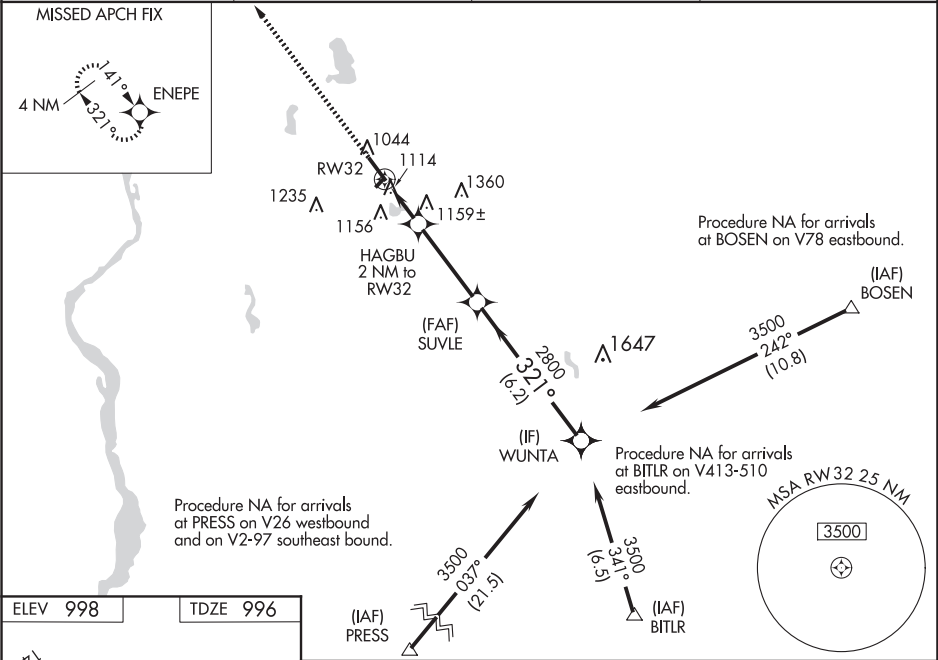 MISSED APCH FIX
4 NM
141°
321°
ENEPE
1044
RW32
1114
1235
1360
1156
1159±
HAGBU
2 NM to
RW32
Procedure NA for arrivals
at BOSEN on V78 eastbound.
(IAF)
BOSEN
(FAF)
SUVLE
1647
3500
242°
(10.8)
2800
321°
(6.2)
(IF)
WUNTA
Procedure NA for arrivals
at BITLR on V413-510
eastbound.
MSA RW32 25 NM
3500
Procedure NA for arrivals
at PRESS on V26 westbound
and on V2-97 southeast bound.
3500
037°
(21.5)
3500
341°
(6.5)
(IAF)
PRESS
(IAF)
BITLR
ELEV 998
TDZE 996